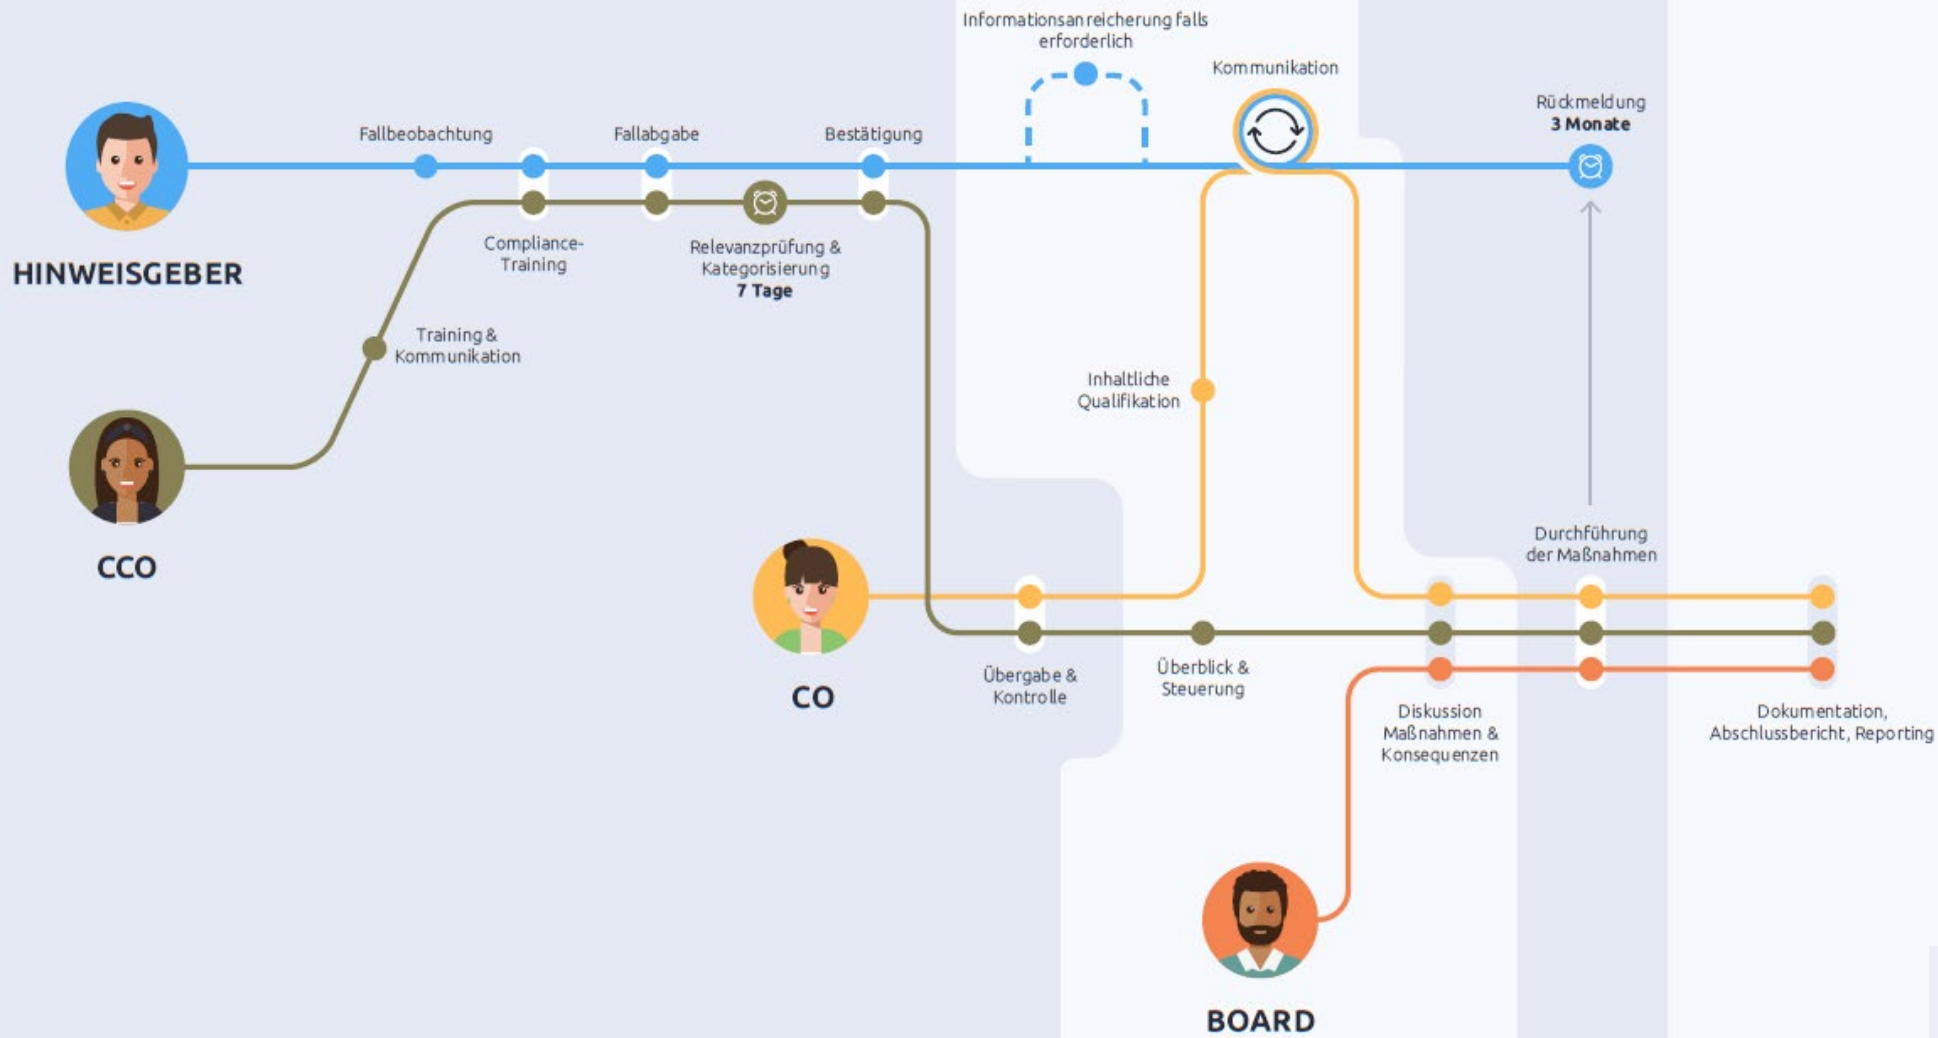 Informationsanreicherung falls
erforderlich
Kommunikation
Rückmeldung
3 Monate
Fallbeobachtung
Fallabgabe
Bestätigung
HINWEISGEBER
Compliance-
Training
Relevanzprüfung &
Kategorisierung
7 Tage
Training &
Kommunikation
Inhaltliche
Qualifikation
CCO
Durchführung
der Maßnahmen
CO
Übergabe &
Kontrolle
Überblick &
Steuerung
Diskussion
Maßnahmen &
Konsequenzen
Dokumentation,
Abschlussbericht, Reporting
BOARD